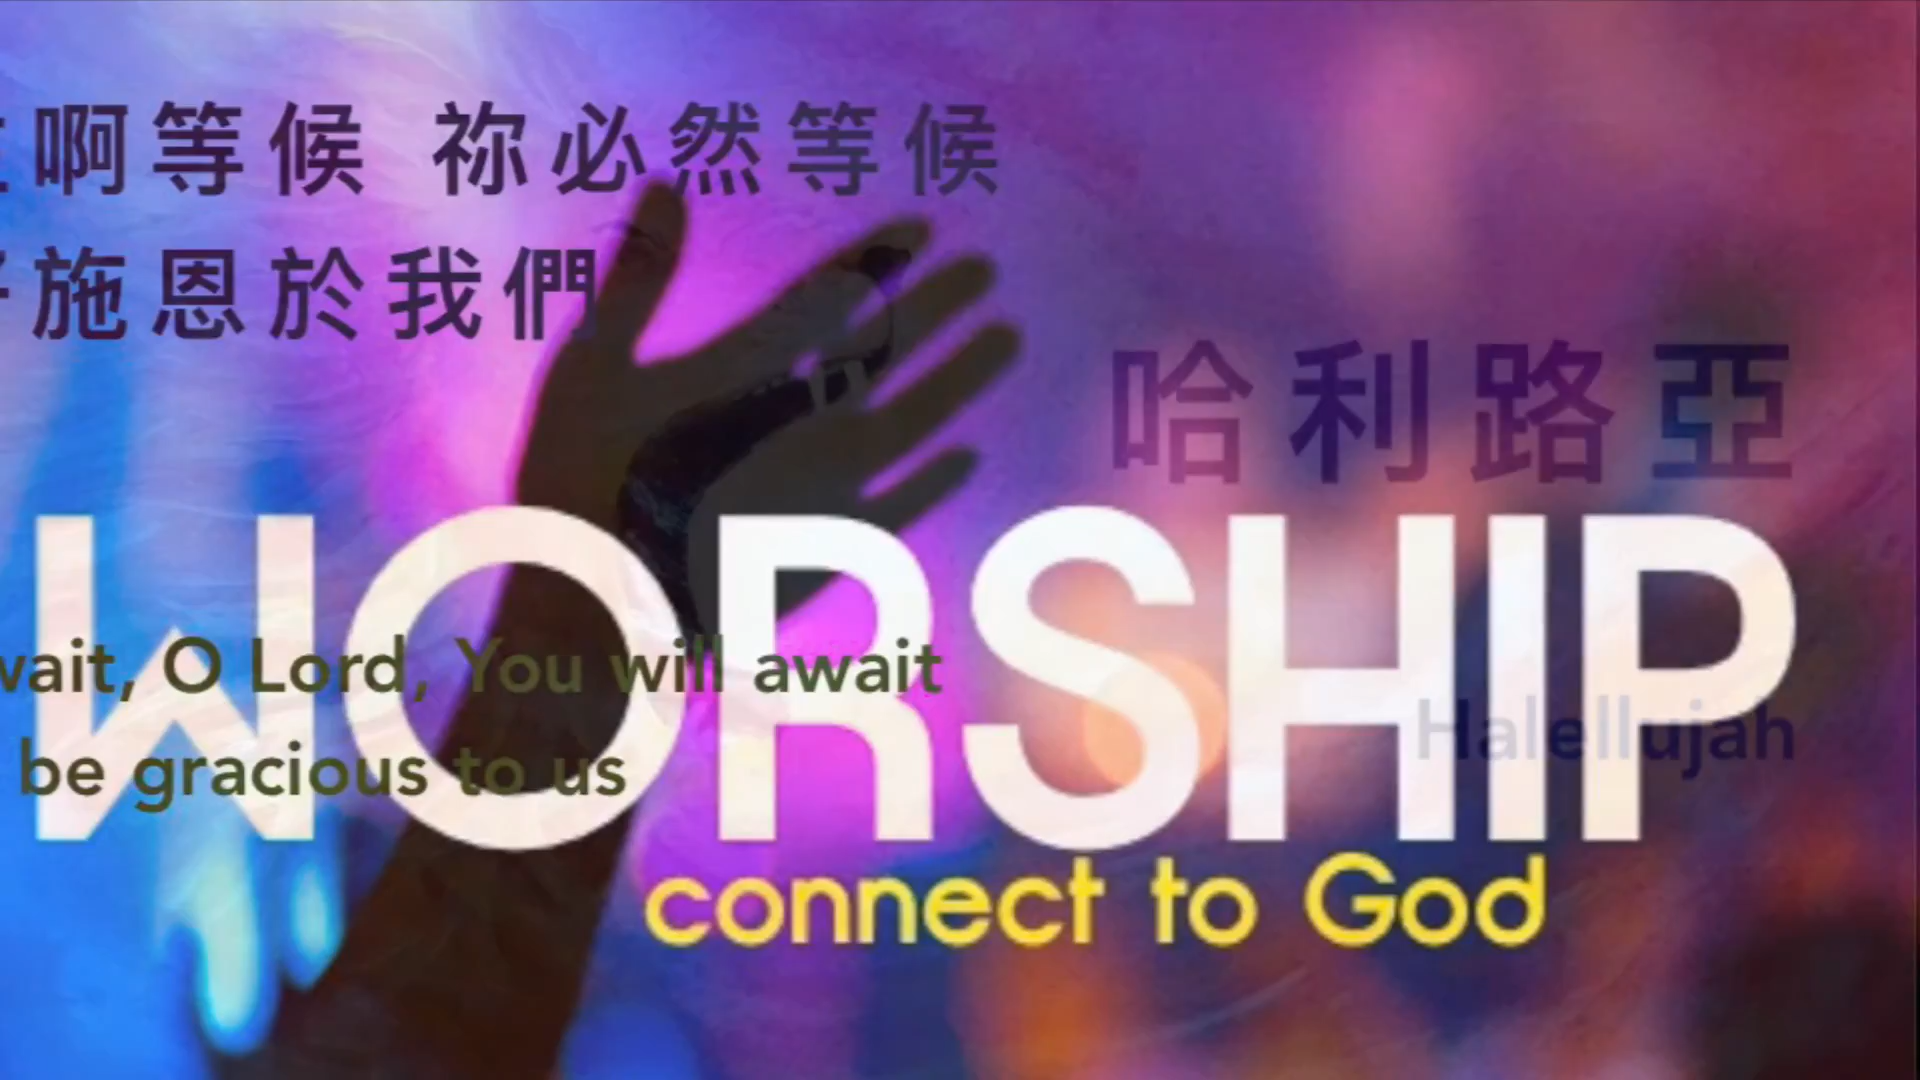 啊等候 祢必然等候
施恩於我們
哈利路亞
WORSHIP
wait, O Lord, You will await
be gracious to us
Halellujah
connect to God